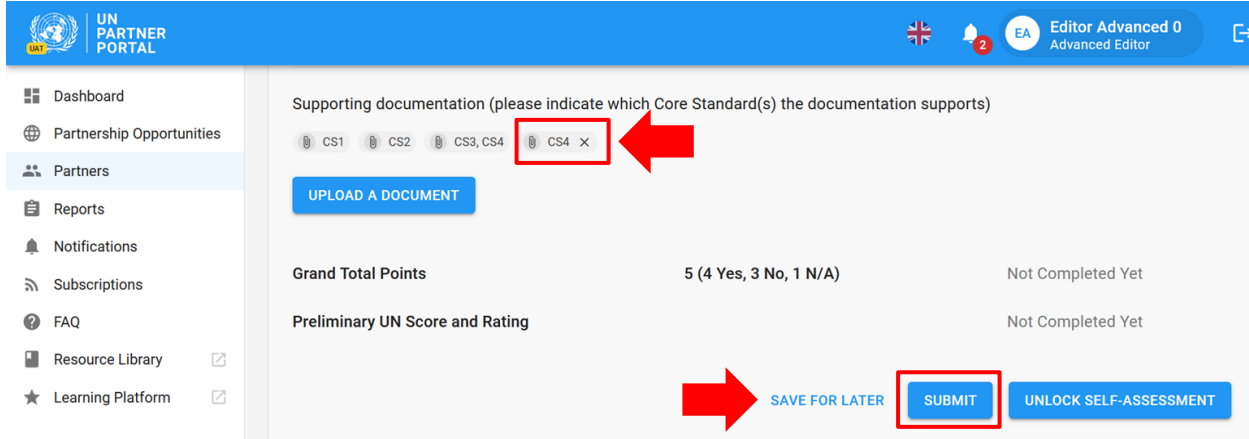 UN
PARTNER
PORTAL
UAT
2
EA
Editor Advanced 0
Advanced Editor
Dashboard
Partnership Opportunities
Partners
Reports
Notifications
Subscriptions
FAQ
Resource Library
Learning Platform
Supporting documentation (please indicate which Core Standard(s) the documentation supports)
CS1 CS2 CS3, CS4 CS4
UPLOAD A DOCUMENT
Grand Total Points 5 (4 Yes, 3 No, 1 N/A) Not Completed Yet
Preliminary UN Score and Rating Not Completed Yet
SAVE FOR LATER SUBMIT UNLOCK SELF-ASSESSMENT